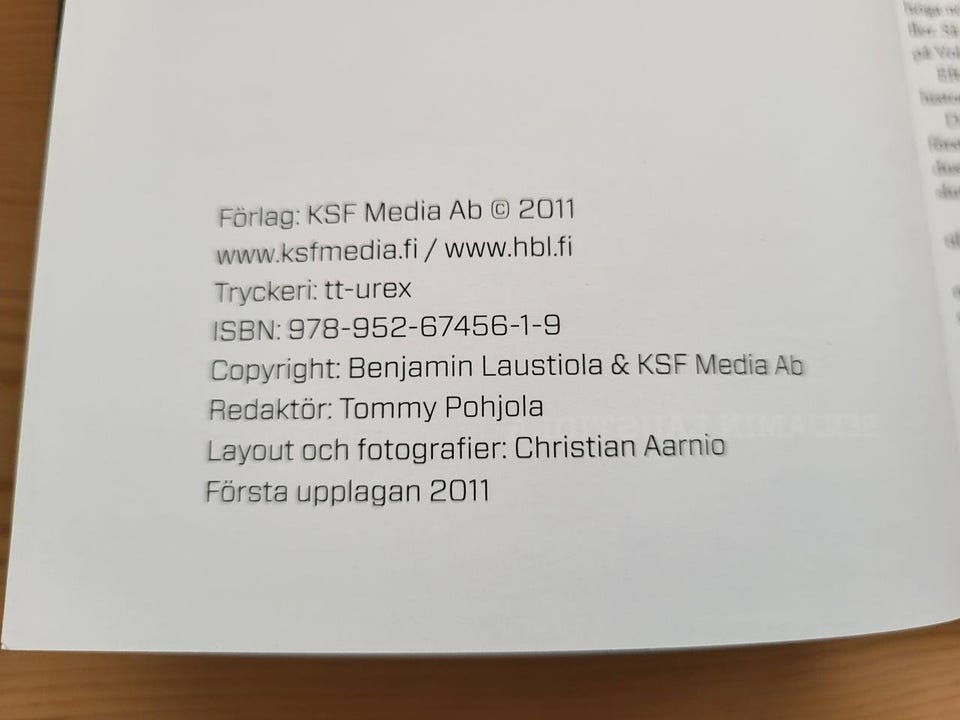 Förlag: KSF Media Ab © 2011
www.ksfmedia.fi / www.hbl.fi
Tryckeri: tt-urex
ISBN: 978-952-67456-1-9
Copyright: Benjamin Laustiola & KSF Media Ab
Redaktör: Tommy Pohjola
Layout och fotografier: Christian Aarnio
Första upplagan 2011